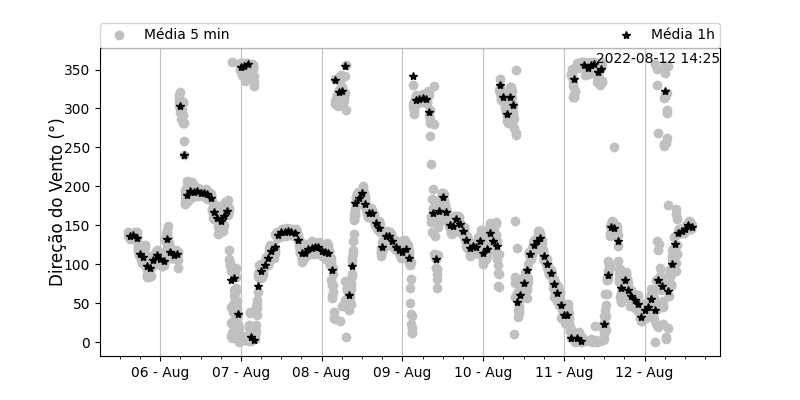 Média 5 min
Média 1h
2022-08-12 14:25
Direção do Vento (°)
350
300
250
200
150
100
50
0
06 - Aug
07 - Aug
08 - Aug
09 - Aug
10 - Aug
11 - Aug
12 - Aug